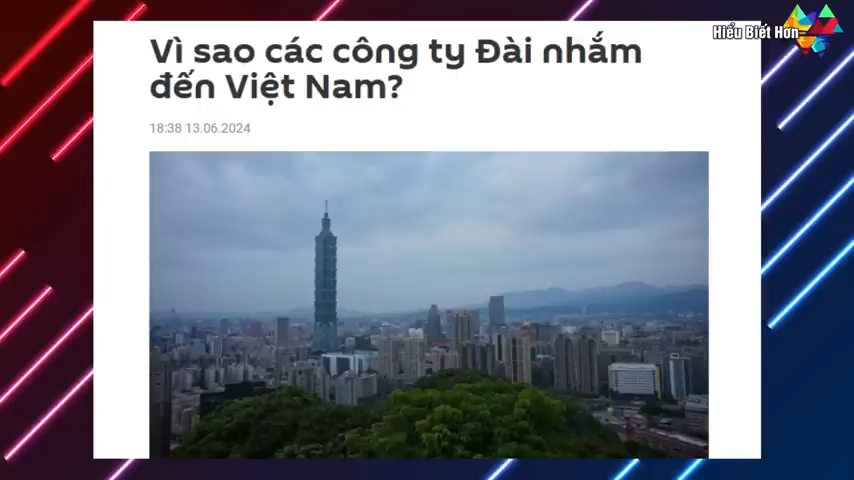 Hiểu Biết Hơn
Vì sao các công ty Đài nhắm
đến Việt Nam?
18:38 13.06.2024